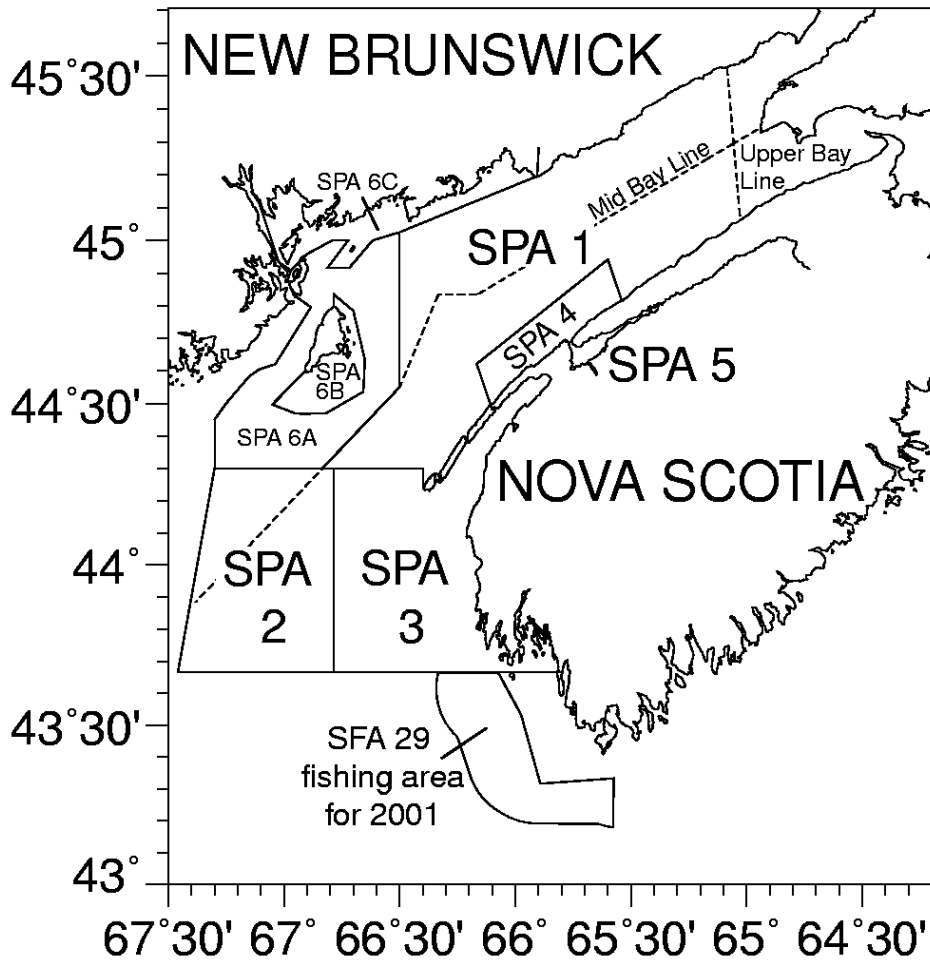 NEW BRUNSWICK
45°30'
Mid Bay Line
Upper Bay
Line
SPA 6C
45°
SPA 1
SPA 4
SPA 5
SPA
6B
44°30'
SPA 6A
NOVA SCOTIA
44°
SPA
2
SPA
3
43°30'
SFA 29
fishing area
for 2001
43°
67°30' 67° 66°30' 66° 65°30' 65° 64°30'